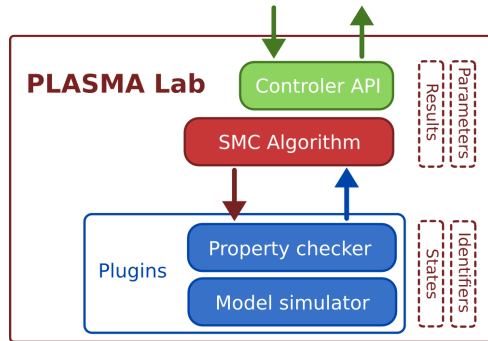 PLASMA Lab
Controler API
SMC Algorithm
Results
Parameters
Plugins
Property checker
Model simulator
States
Identifiers